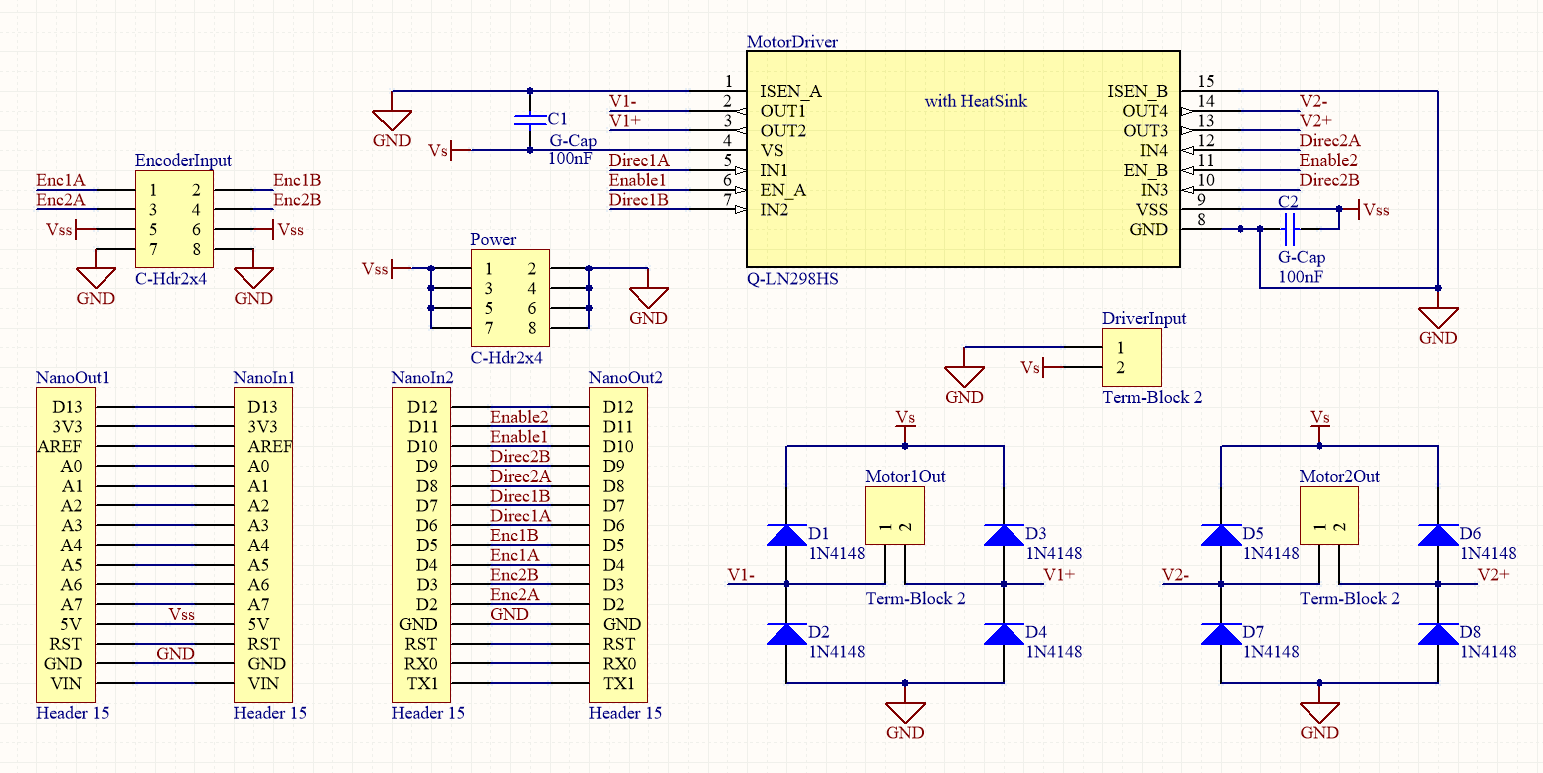 MotorDriver
1
ISEN_A
2
OUT1
3
OUT2
4
VS
5
IN1
6
EN_A
7
IN2
with HeatSink
15
ISEN_B
14
OUT4
13
OUT3
12
IN4
11
EN_B
10
IN3
9
VSS
8
GND
Q-LN298HS
GND
C1
G-Cap
100nF
Vs
V1-
V1+
Direc1A
Enable1
Direc1B
V2-
V2+
Direc2A
Enable2
Direc2B
C2
Vss
G-Cap
100nF
GND
EncoderInput
Enc1A
1 2
Enc1B
Enc2A
3 4
Enc2B
Vss
5 6
Vss
7 8
GND
C-Hdr2x4
GND
Power
Vss
1 2
3 4
5 6
7 8
GND
C-Hdr2x4
DriverInput
1
Vs
2
GND
Term-Block 2
NanoOut1
D13
3V3
AREF
A0
A1
A2
A3
A4
A5
A6
A7
5V
RST
GND
VIN
Header 15
Vss
GND
NanoIn1
D13
3V3
AREF
A0
A1
A2
A3
A4
A5
A6
A7
5V
RST
GND
VIN
Header 15
NanoIn2
D12
D11
D10
D9
D8
D7
D6
D5
D4
D3
D2
GND
RST
RX0
TX1
Header 15
Enable2
Enable1
Direc2B
Direc2A
Direc1B
Direc1A
Enc1B
Enc1A
Enc2B
Enc2A
GND
NanoOut2
D12
D11
D10
D9
D8
D7
D6
D5
D4
D3
D2
GND
RST
RX0
TX1
Header 15
Vs
Motor1Out
1 2
D1
1N4148
D3
1N4148
V1-
V1+
Term-Block 2
D2
1N4148
D4
1N4148
GND
Vs
Motor2Out
1 2
D5
1N4148
D6
1N4148
V2-
V2+
Term-Block 2
D7
1N4148
D8
1N4148
GND